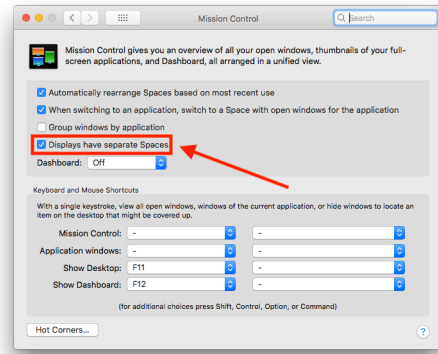 Mission Control
Search
Mission Control gives you an overview of all your open windows, thumbnails of your full-
screen applications, and Dashboard, all arranged in a unified view.
Automatically rearrange Spaces based on most recent use
When switching to an application, switch to a Space with open windows for the application
Group windows by application
Displays have separate Spaces
Dashboard: Off
Keyboard and Mouse Shortcuts
With a single keystroke, view all open windows, windows of the current application, or hide windows to locate an
item on the desktop that might be covered up.
Mission Control: - -
Application windows: - -
Show Desktop: F11 -
Show Dashboard: F12 -
(for additional choices press Shift, Control, Option, or Command)
Hot Corners... ?